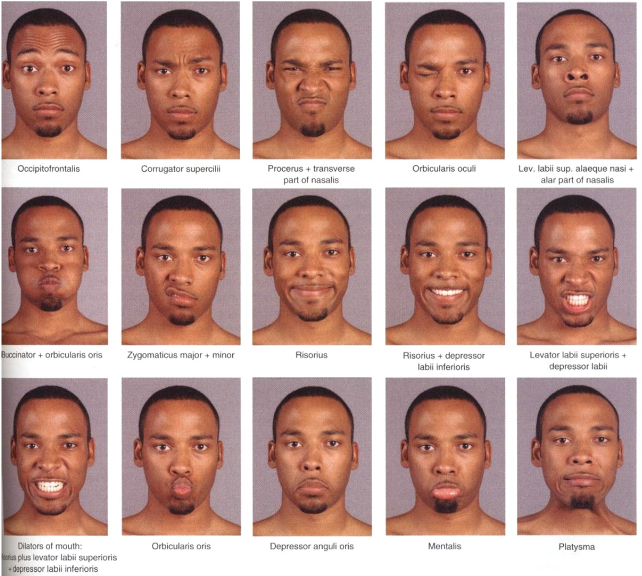 Occipitofrontalis
Corrugator supercilii
Procerus + transverse
part of nasalis
Orbicularis oculi
Lev. labii sup. alaeque nasi +
alar part of nasalis
Buccinator + orbicularis oris
Zygomaticus major + minor
Risorius
Risorius + depressor
labii inferioris
Levator labii superioris +
depressor labii
Dilators of mouth:
plus levator labii superioris
+ depressor labii inferioris
Orbicularis oris
Depressor anguli oris
Mentalis
Platysma